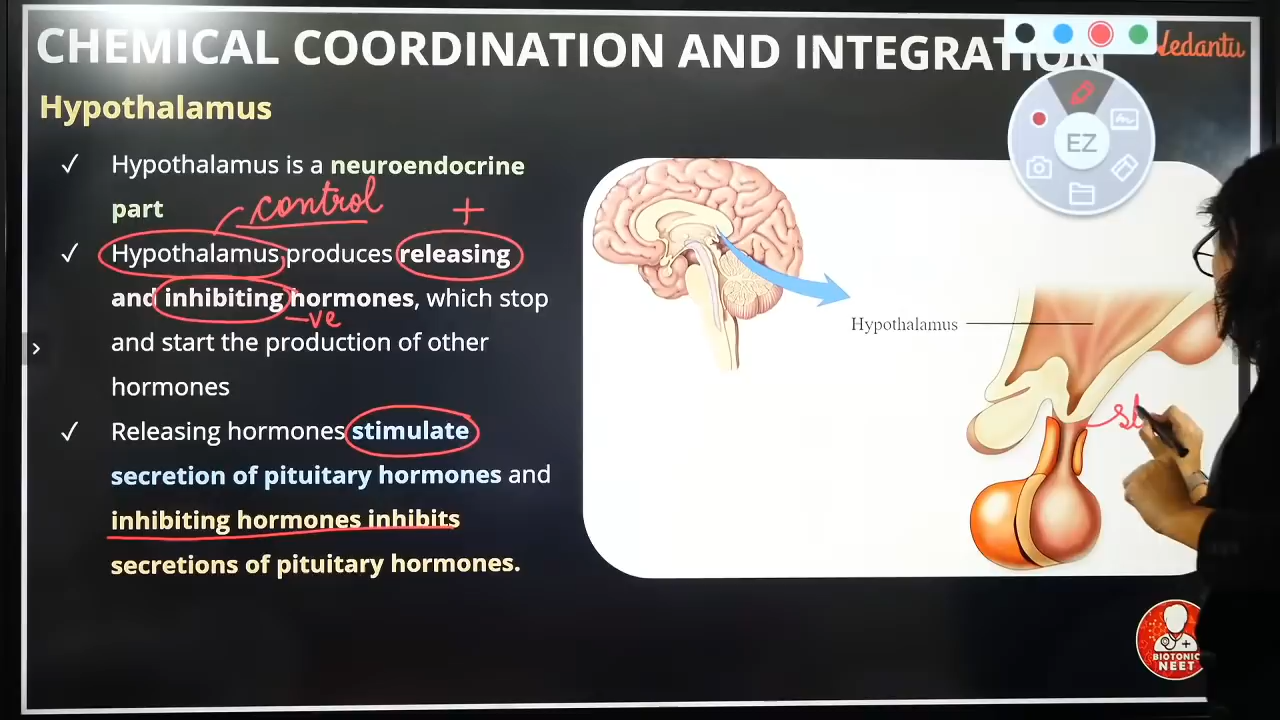 CHEMICAL COORDINATION AND INTEGRATION
Vedantu
EZ
Hypothalamus
✓ Hypothalamus is a neuroendocrine
part
control
+
✓ Hypothalamus produces releasing
and inhibiting hormones, which stop
-ve
and start the production of other
hormones
✓ Releasing hormones stimulate
secretion of pituitary hormones and
inhibiting hormones inhibits
secretions of pituitary hormones.
Hypothalamus
st
BIOTONIC
NEET